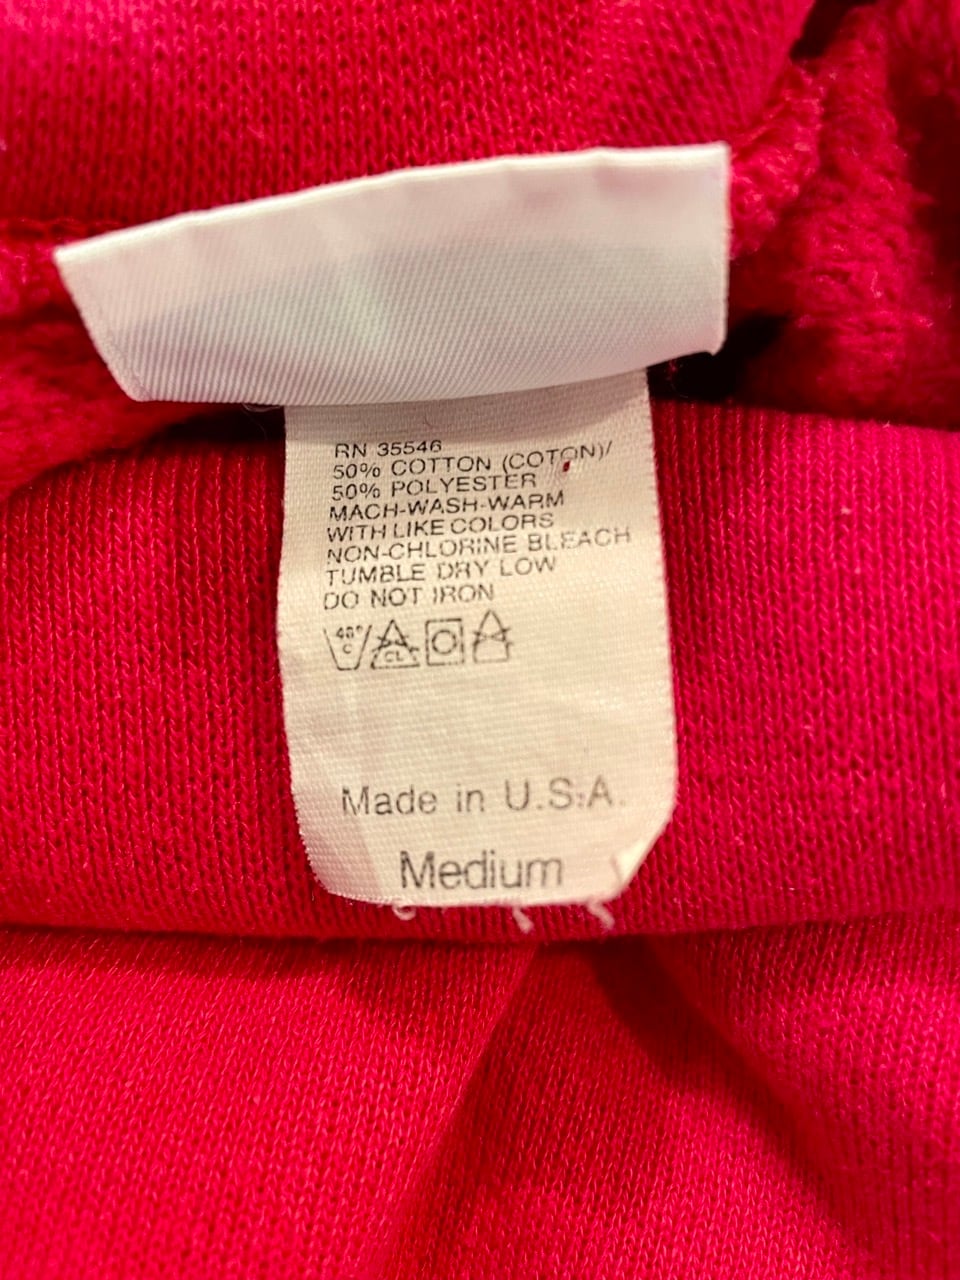 RN 35546
50% COTTON (COTON)/
50% POLYESTER
MACH-WASH-WARM
WITH LIKE COLORS
NON-CHLORINE BLEACH
TUMBLE DRY LOW
DO NOT IRON
40°
C
CL
Made in U.S.A.
Medium